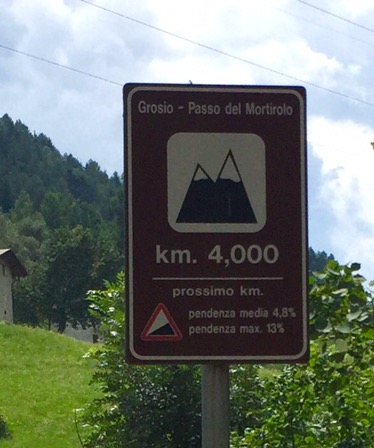 Grosio - Passo del Mortirolo
km. 4,000
prossimo km.
pendenza media 4,8%
pendenza max. 13%